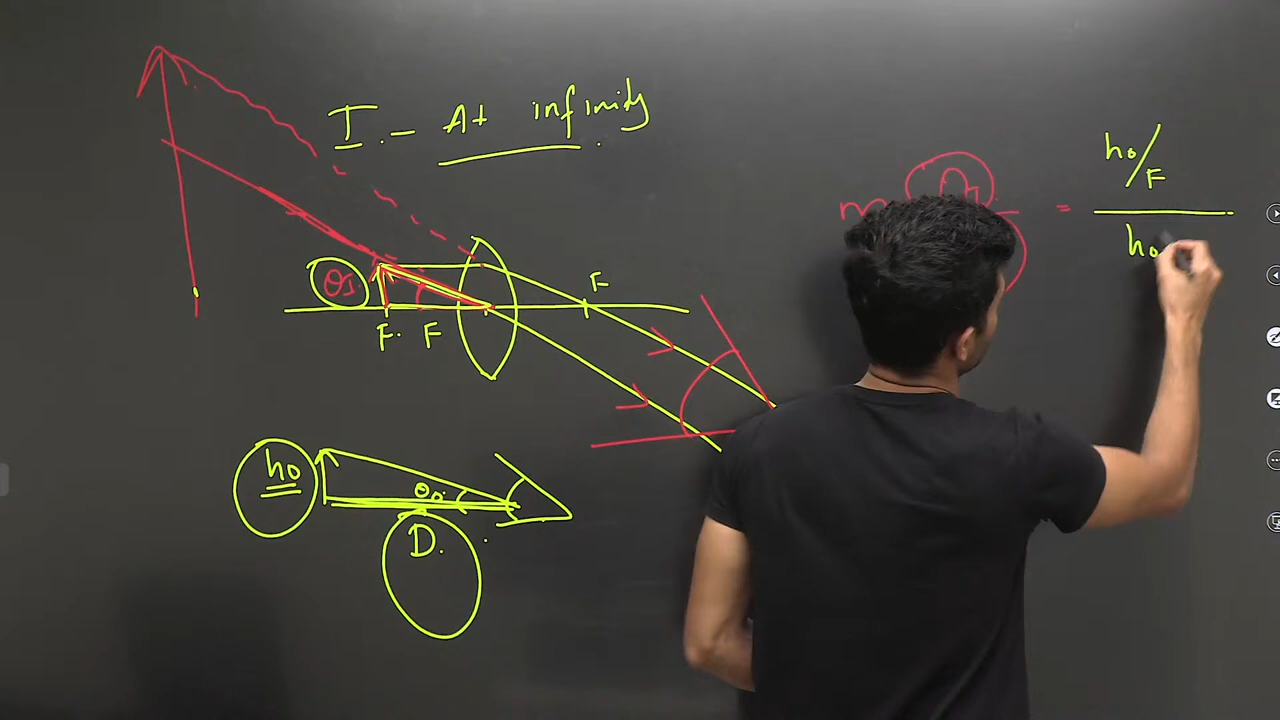 I. - At infinity
ho/F
m = 
ho
θI
F
F. F
ho
θo
D.